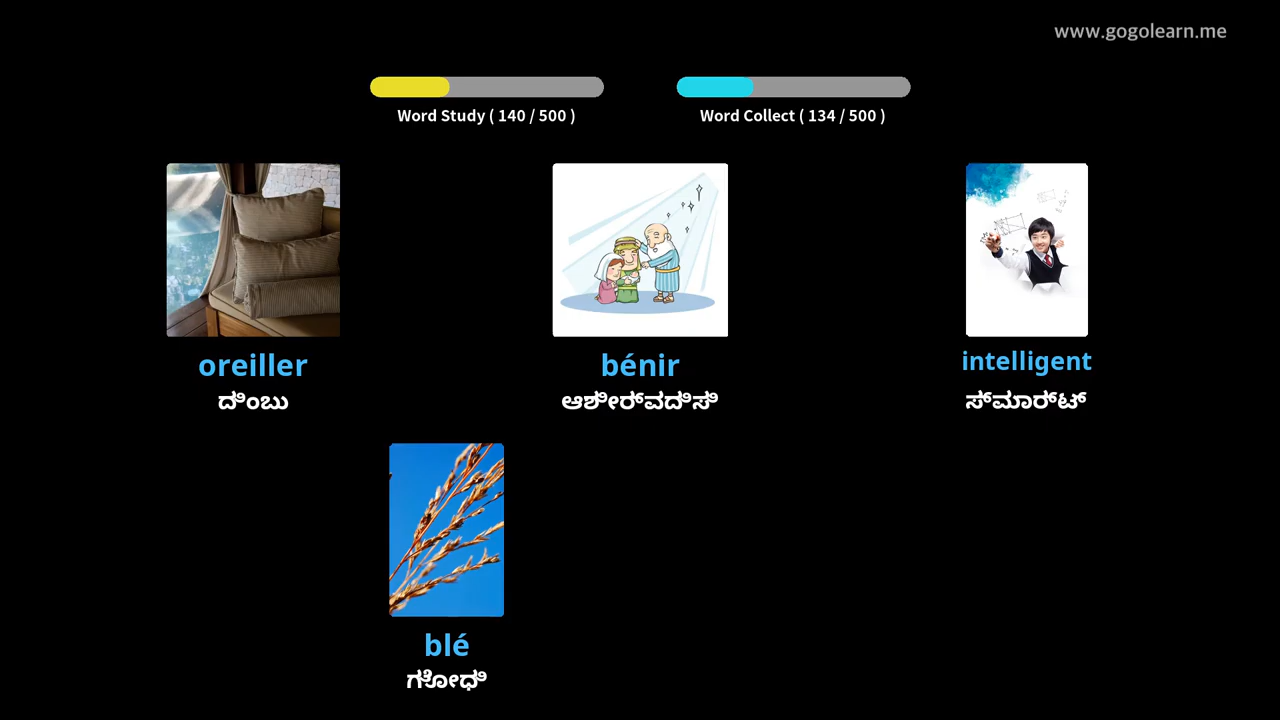 www.gogolearn.me
Word Study ( 140 / 500 )
Word Collect ( 134 / 500 )
oreiller
ದಿಂಬು
bénir
ಆಶೀರ್ವದಿಸಿ
intelligent
ಸ್ಮಾರ್ಟ್
blé
ಗೋಧಿ